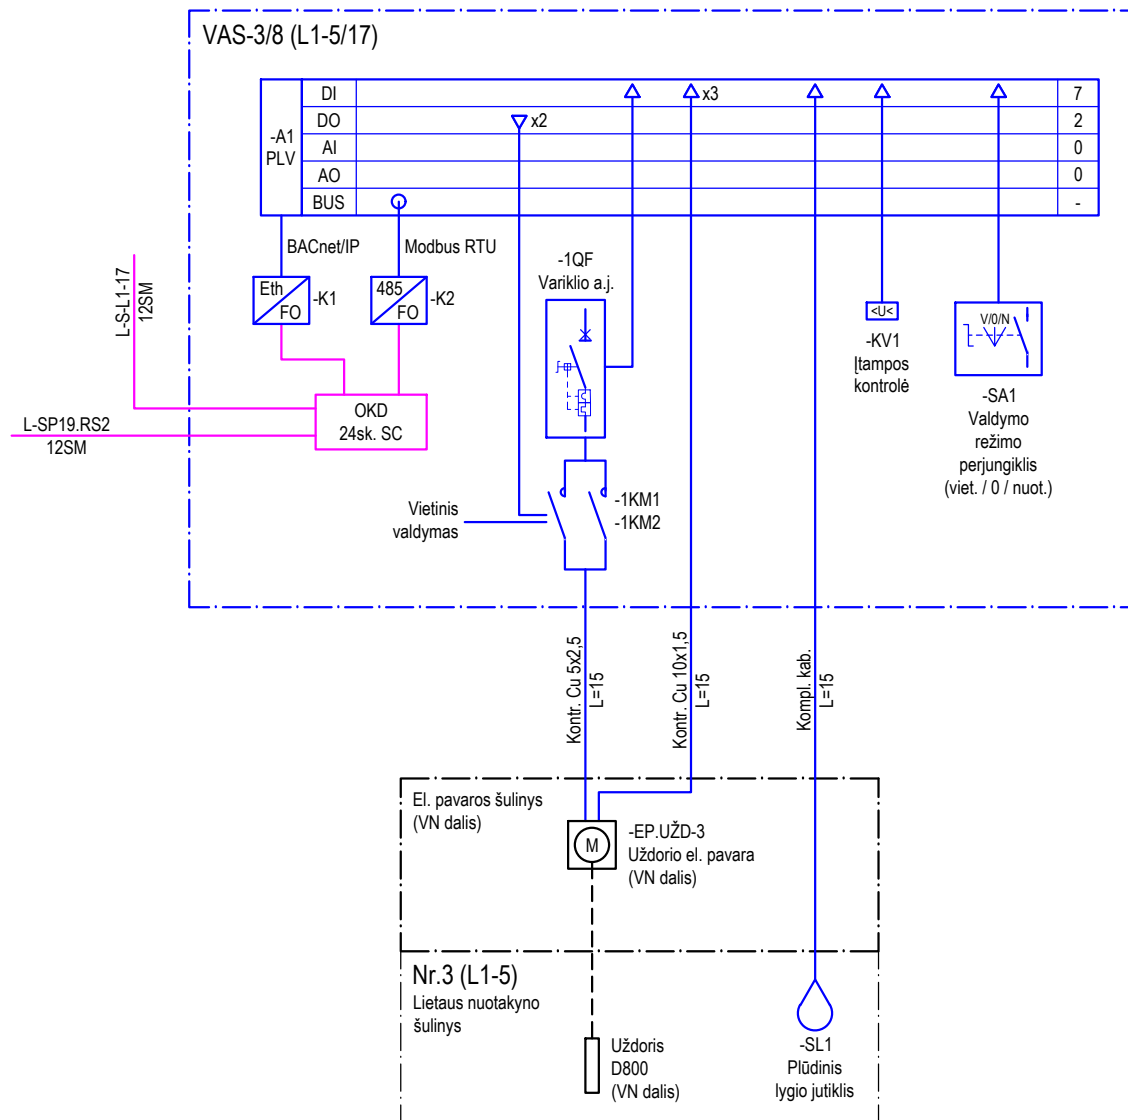 VAS-3/8 (L1-5/17)
-A1
PLV
DI
x3
7
DO
x2
2
AI
0
AO
0
BUS
-
BACnet/IP
Modbus RTU
Eth
FO
-K1
485
FO
-K2
L-S-L1-17
12SM
L-SP19.RS2
12SM
OKD
24sk. SC
-1QF
Variklio a.j.
<U<
-KV1
Įtampos
kontrolė
V/0/N
-SA1
Valdymo
režimo
perjungiklis
(viet. / 0 / nuot.)
Vietinis
valdymas
-1KM1
-1KM2
Kontr. Cu 5x2,5
L=15
Kontr. Cu 10x1,5
L=15
Kompl. kab.
L=15
El. pavaros šulinys
(VN dalis)
M
-EP.UŽD-3
Uždorio el. pavara
(VN dalis)
Nr.3 (L1-5)
Lietaus nuotakyno
šulinys
Uždoris
D800
(VN dalis)
-SL1
Plūdinis
lygio jutiklis